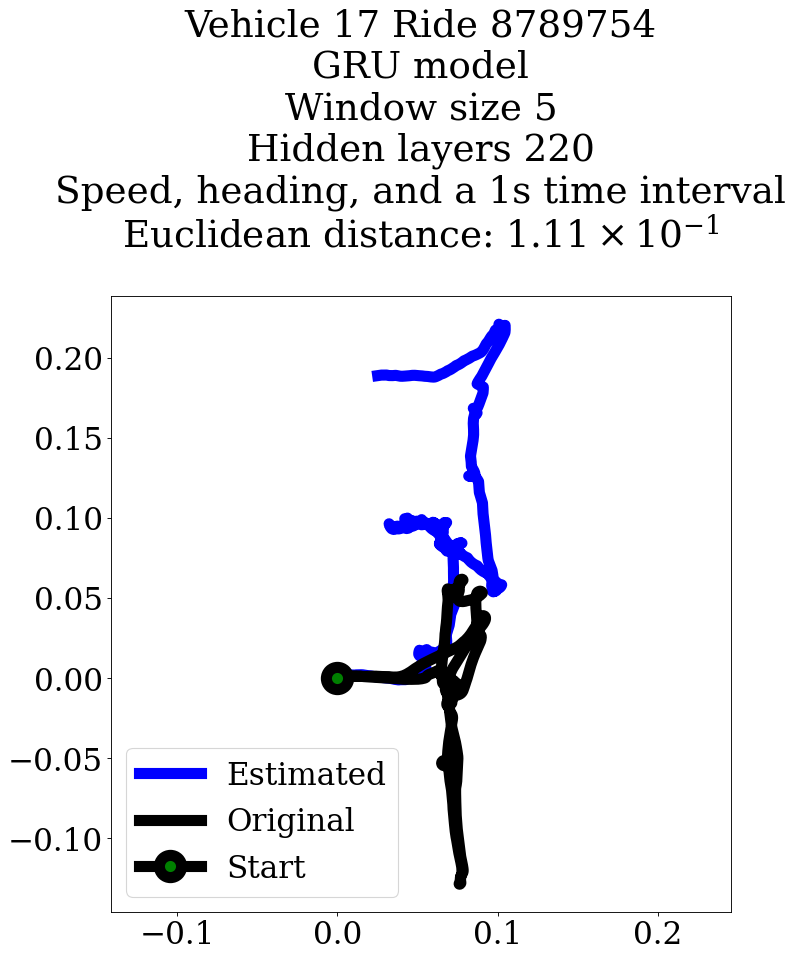 Vehicle 17 Ride 8789754
GRU model
Window size 5
Hidden layers 220
Speed, heading, and a 1s time interval
Euclidean distance: 1.11 × 10⁻¹
0.20
0.15
0.10
0.05
0.00
−0.05
−0.10
Estimated
Original
Start
−0.1
0.0
0.1
0.2